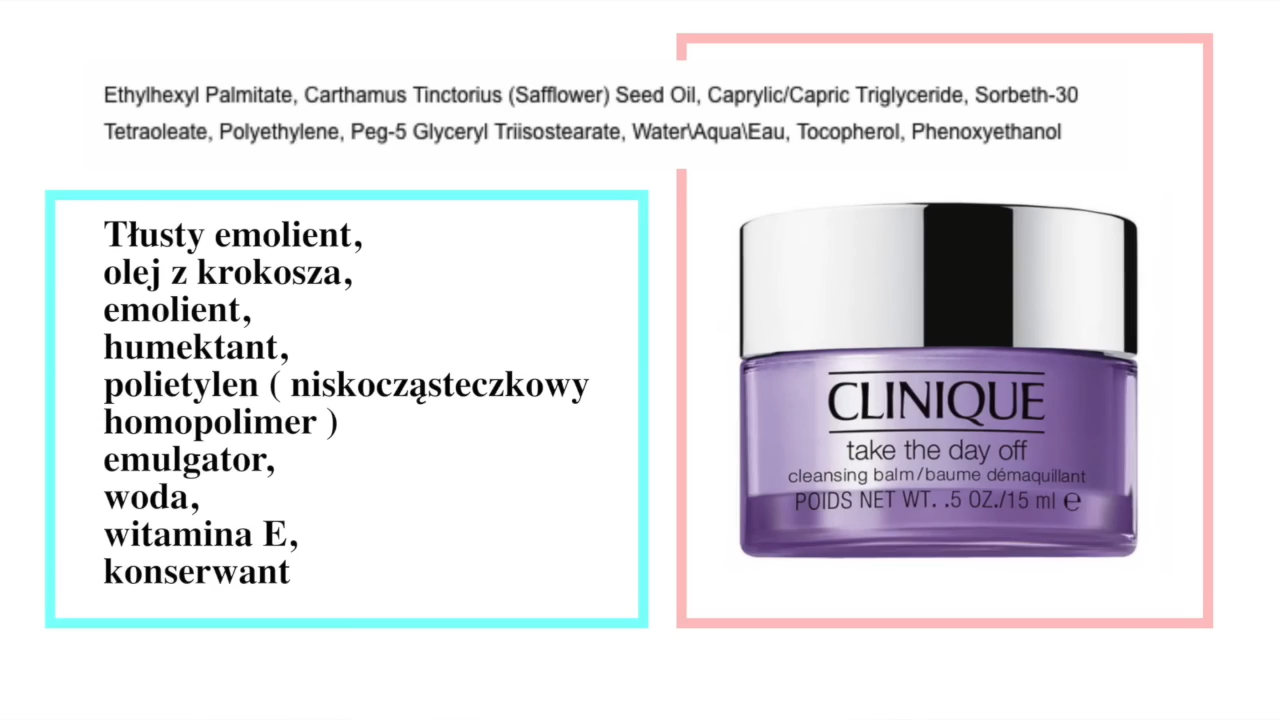 Ethylhexyl Palmitate, Carthamus Tinctorius (Safflower) Seed Oil, Caprylic/Capric Triglyceride, Sorbeth-30
Tetraoleate, Polyethylene, Peg-5 Glyceryl Triisostearate, Water\Aqua\Eau, Tocopherol, Phenoxyethanol
Tłusty emolient,
olej z krokosza,
emolient,
humektant,
polietylen ( niskocząsteczkowy
homopolimer )
emulgator,
woda,
witamina E,
konserwant
CLINIQUE
take the day off
cleansing balm/baume démaquillant
POIDS NET WT. .5 OZ./15 ml ℮